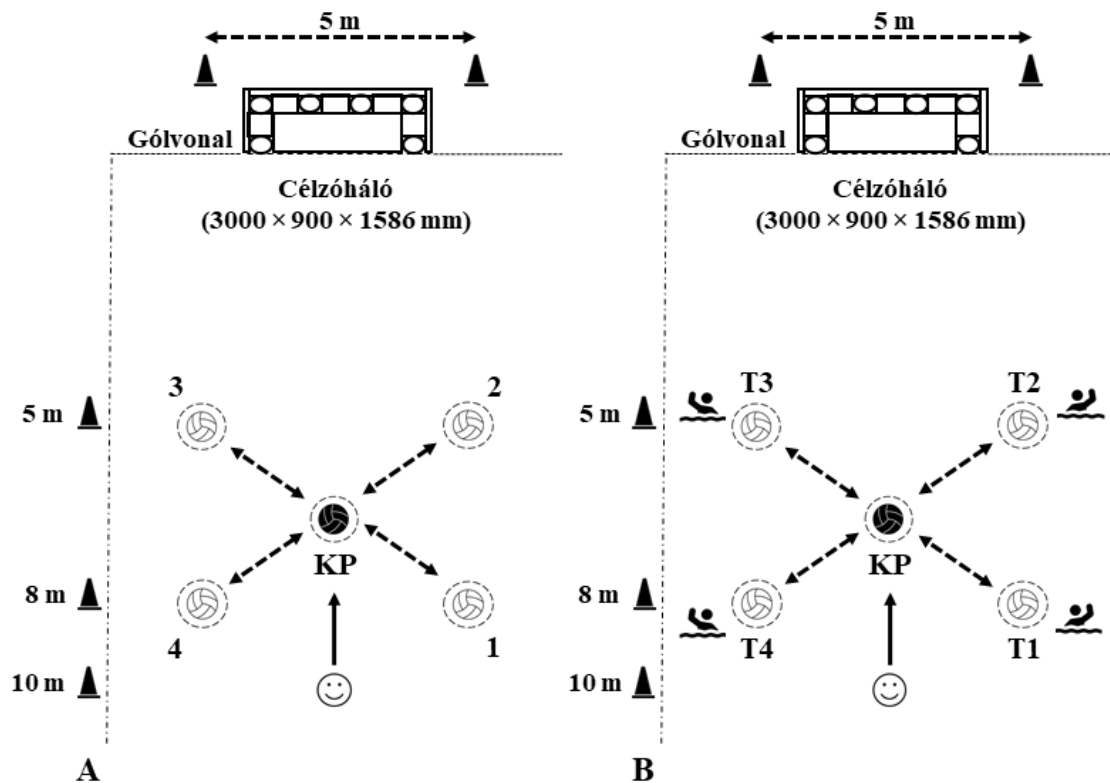 5 m
Gólvonal
Célzóháló
(3000 × 900 × 1586 mm)
3
2
5 m
KP
8 m
4
1
10 m
A
5 m
Gólvonal
Célzóháló
(3000 × 900 × 1586 mm)
T3
T2
5 m
KP
8 m
T4
T1
10 m
B